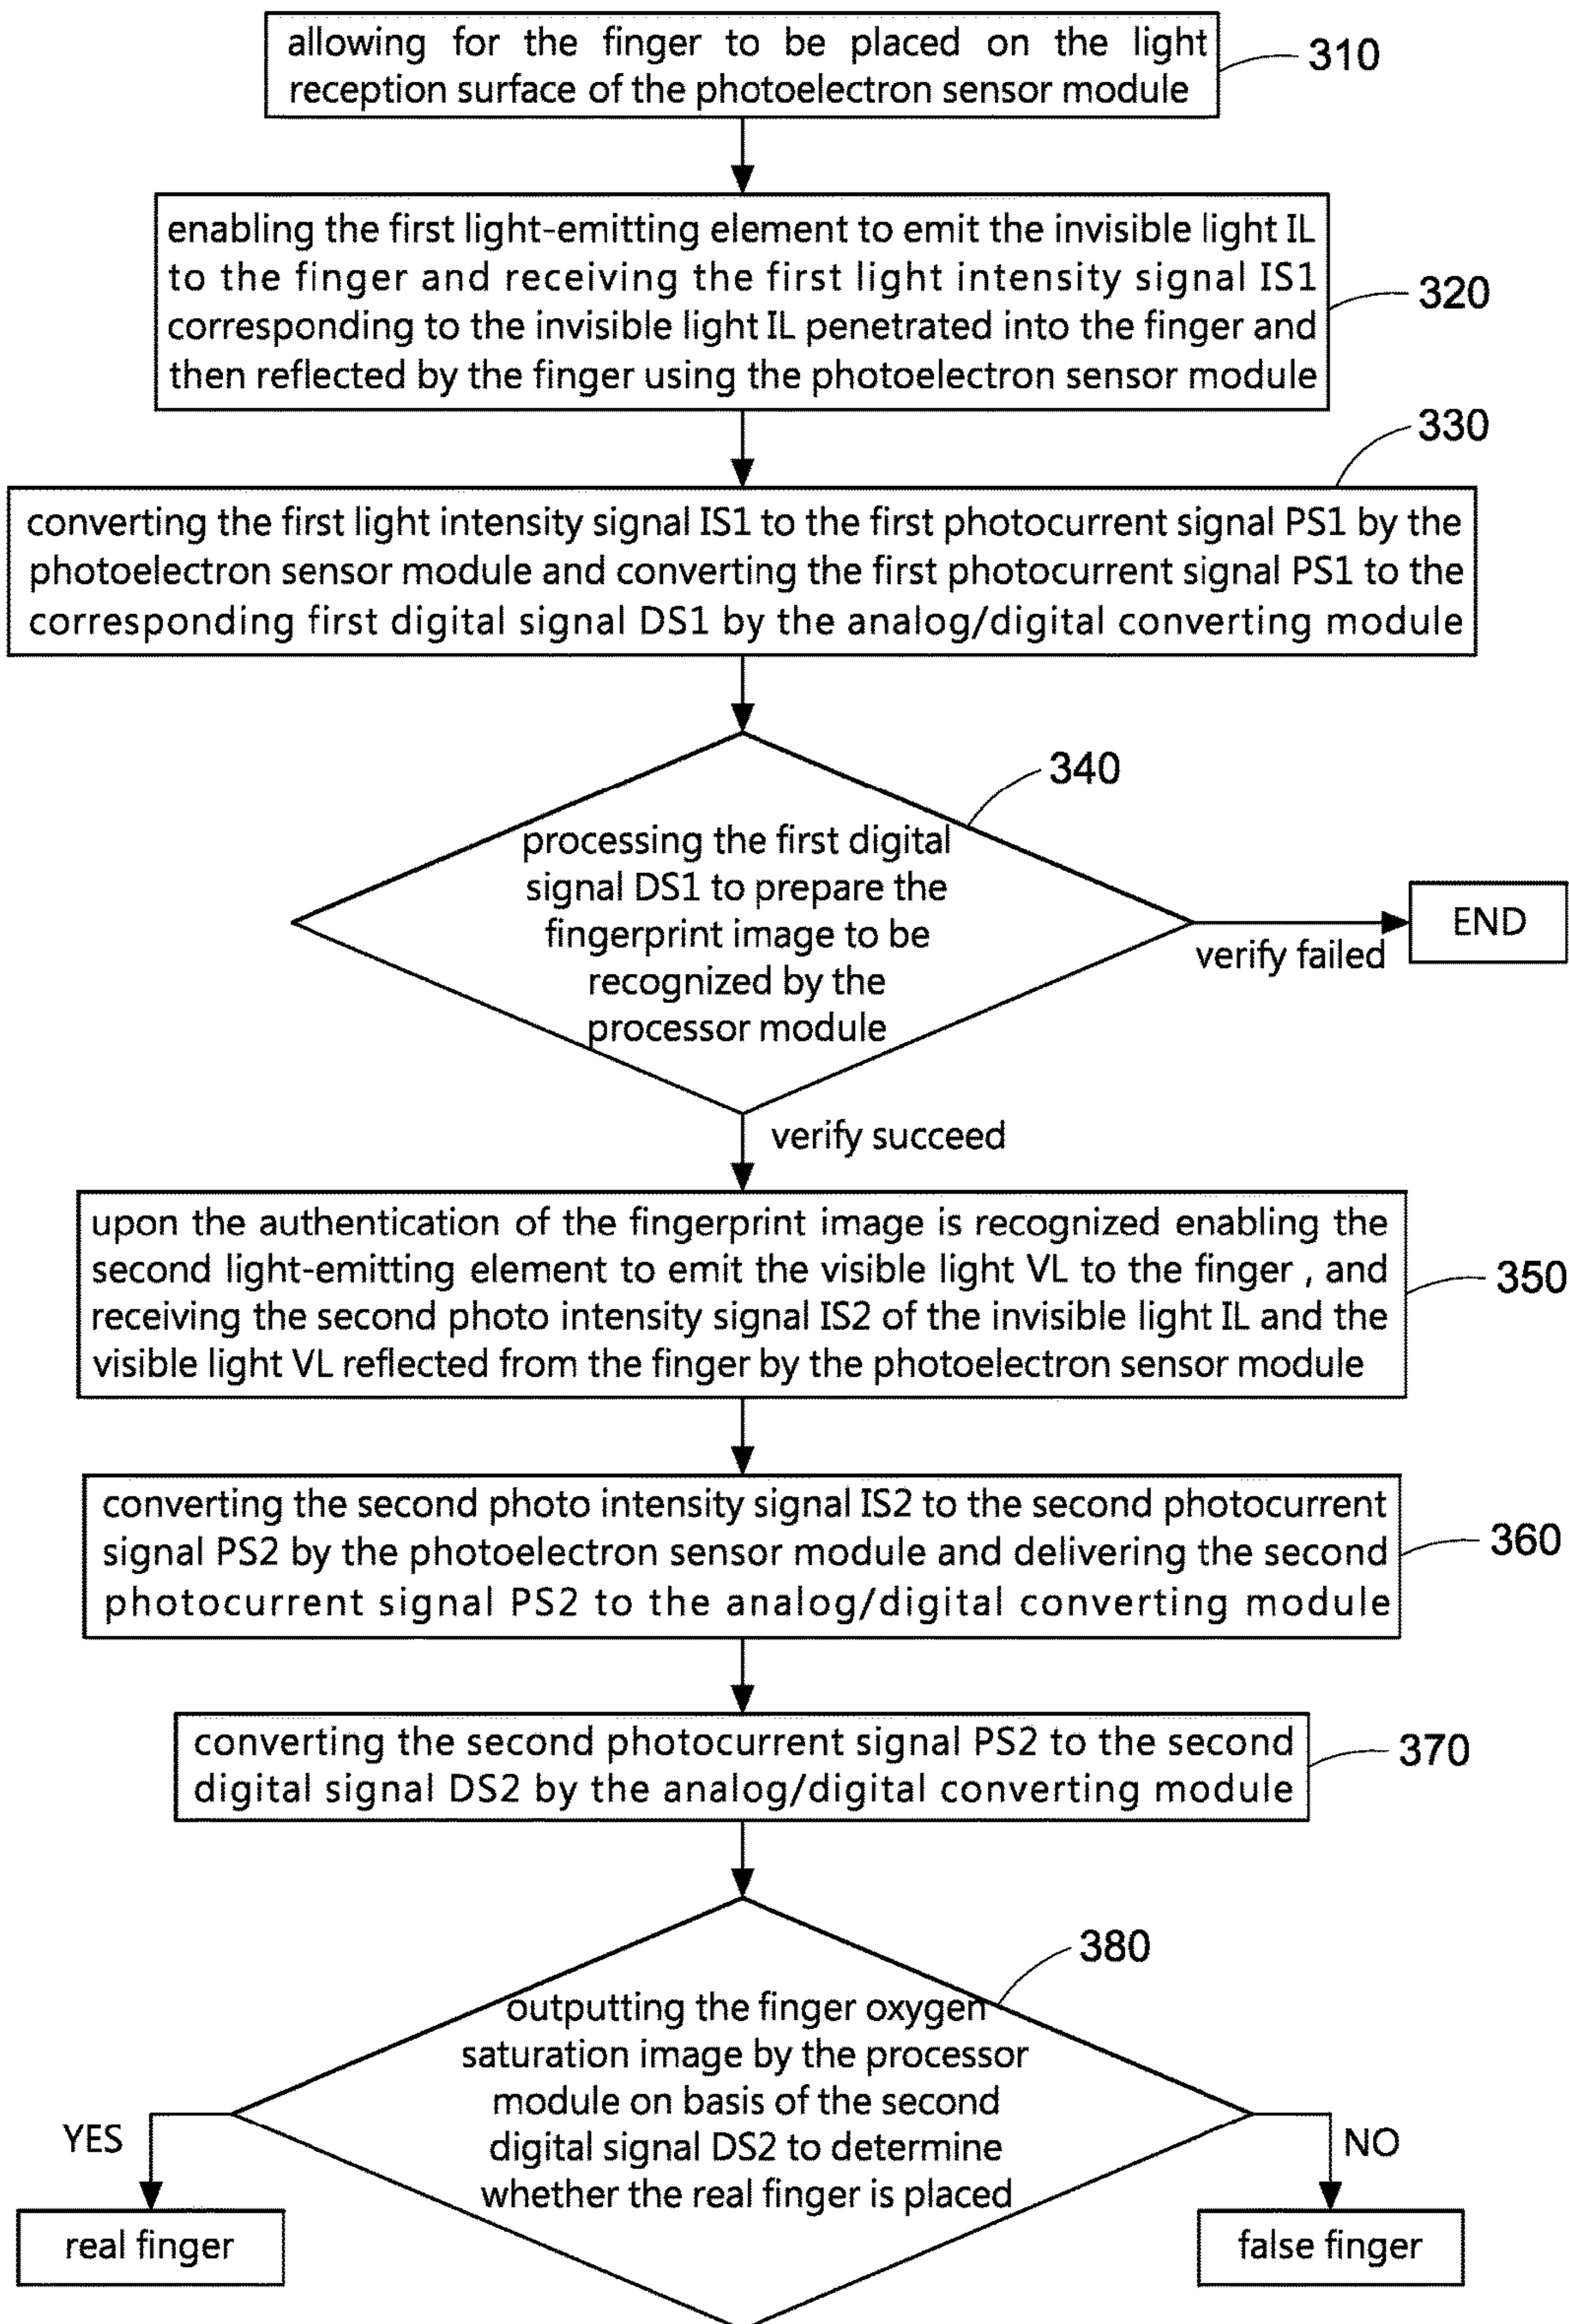 allowing for the finger to be placed on the light
reception surface of the photoelectron sensor module
310
enabling the first light-emitting element to emit the invisible light IL
to the finger and receiving the first light intensity signal IS1
corresponding to the invisible light IL penetrated into the finger and
then reflected by the finger using the photoelectron sensor module
320
330
converting the first light intensity signal IS1 to the first photocurrent signal PS1 by the
photoelectron sensor module and converting the first photocurrent signal PS1 to the
corresponding first digital signal DS1 by the analog/digital converting module
340
processing the first digital
signal DS1 to prepare the
fingerprint image to be
recognized by the
processor module
verify failed
END
verify succeed
upon the authentication of the fingerprint image is recognized enabling the
second light-emitting element to emit the visible light VL to the finger , and
receiving the second photo intensity signal IS2 of the invisible light IL and the
visible light VL reflected from the finger by the photoelectron sensor module
350
converting the second photo intensity signal IS2 to the second photocurrent
signal PS2 by the photoelectron sensor module and delivering the second
photocurrent signal PS2 to the analog/digital converting module
360
converting the second photocurrent signal PS2 to the second
digital signal DS2 by the analog/digital converting module
370
380
outputting the finger oxygen
saturation image by the processor
module on basis of the second
digital signal DS2 to determine
whether the real finger is placed
YES
NO
real finger
false finger